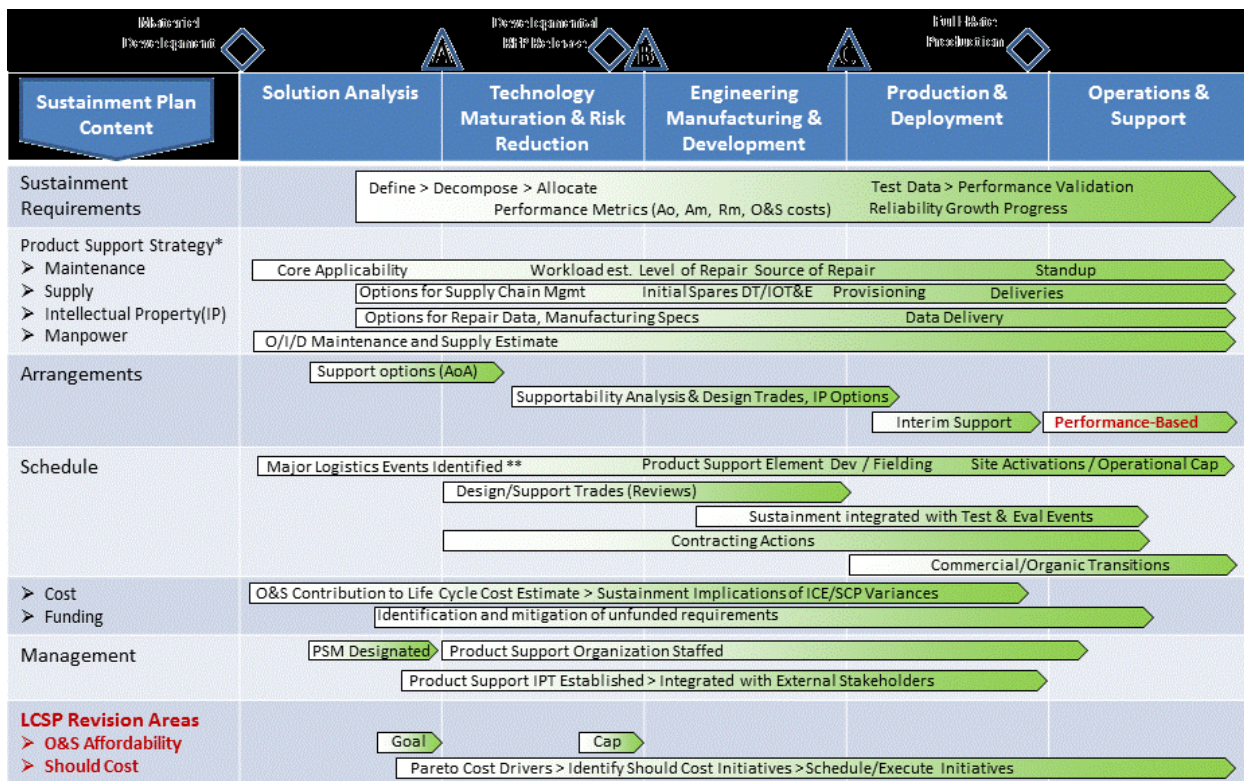 Material
Development
Developmental
RFP Release
Full Rate
Production
A
B
C
Sustainment Plan
Content
Solution Analysis
Technology
Maturation & Risk
Reduction
Engineering
Manufacturing &
Development
Production &
Deployment
Operations &
Support
Sustainment
Requirements
Define > Decompose > Allocate
Test Data > Performance Validation
Performance Metrics (Ao, Am, Rm, O&S costs)
Reliability Growth Progress
Product Support Strategy*
➢ Maintenance
Core Applicability
Workload est. Level of Repair Source of Repair
Standup
➢ Supply
Options for Supply Chain Mgmt
Initial Spares DT/IOT&E
Provisioning
Deliveries
➢ Intellectual Property(IP)
Options for Repair Data, Manufacturing Specs
Data Delivery
➢ Manpower
O/I/D Maintenance and Supply Estimate
Arrangements
Support options (AoA)
Supportability Analysis & Design Trades, IP Options
Interim Support
Performance-Based
Schedule
Major Logistics Events Identified **
Product Support Element Dev / Fielding
Site Activations / Operational Cap
Design/Support Trades (Reviews)
Sustainment integrated with Test & Eval Events
Contracting Actions
Commercial/Organic Transitions
➢ Cost
O&S Contribution to Life Cycle Cost Estimate > Sustainment Implications of ICE/SCP Variances
➢ Funding
Identification and mitigation of unfunded requirements
Management
PSM Designated
Product Support Organization Staffed
Product Support IPT Established > Integrated with External Stakeholders
LCSP Revision Areas
➢ O&S Affordability
Goal
Cap
➢ Should Cost
Pareto Cost Drivers > Identify Should Cost Initiatives > Schedule/Execute Initiatives